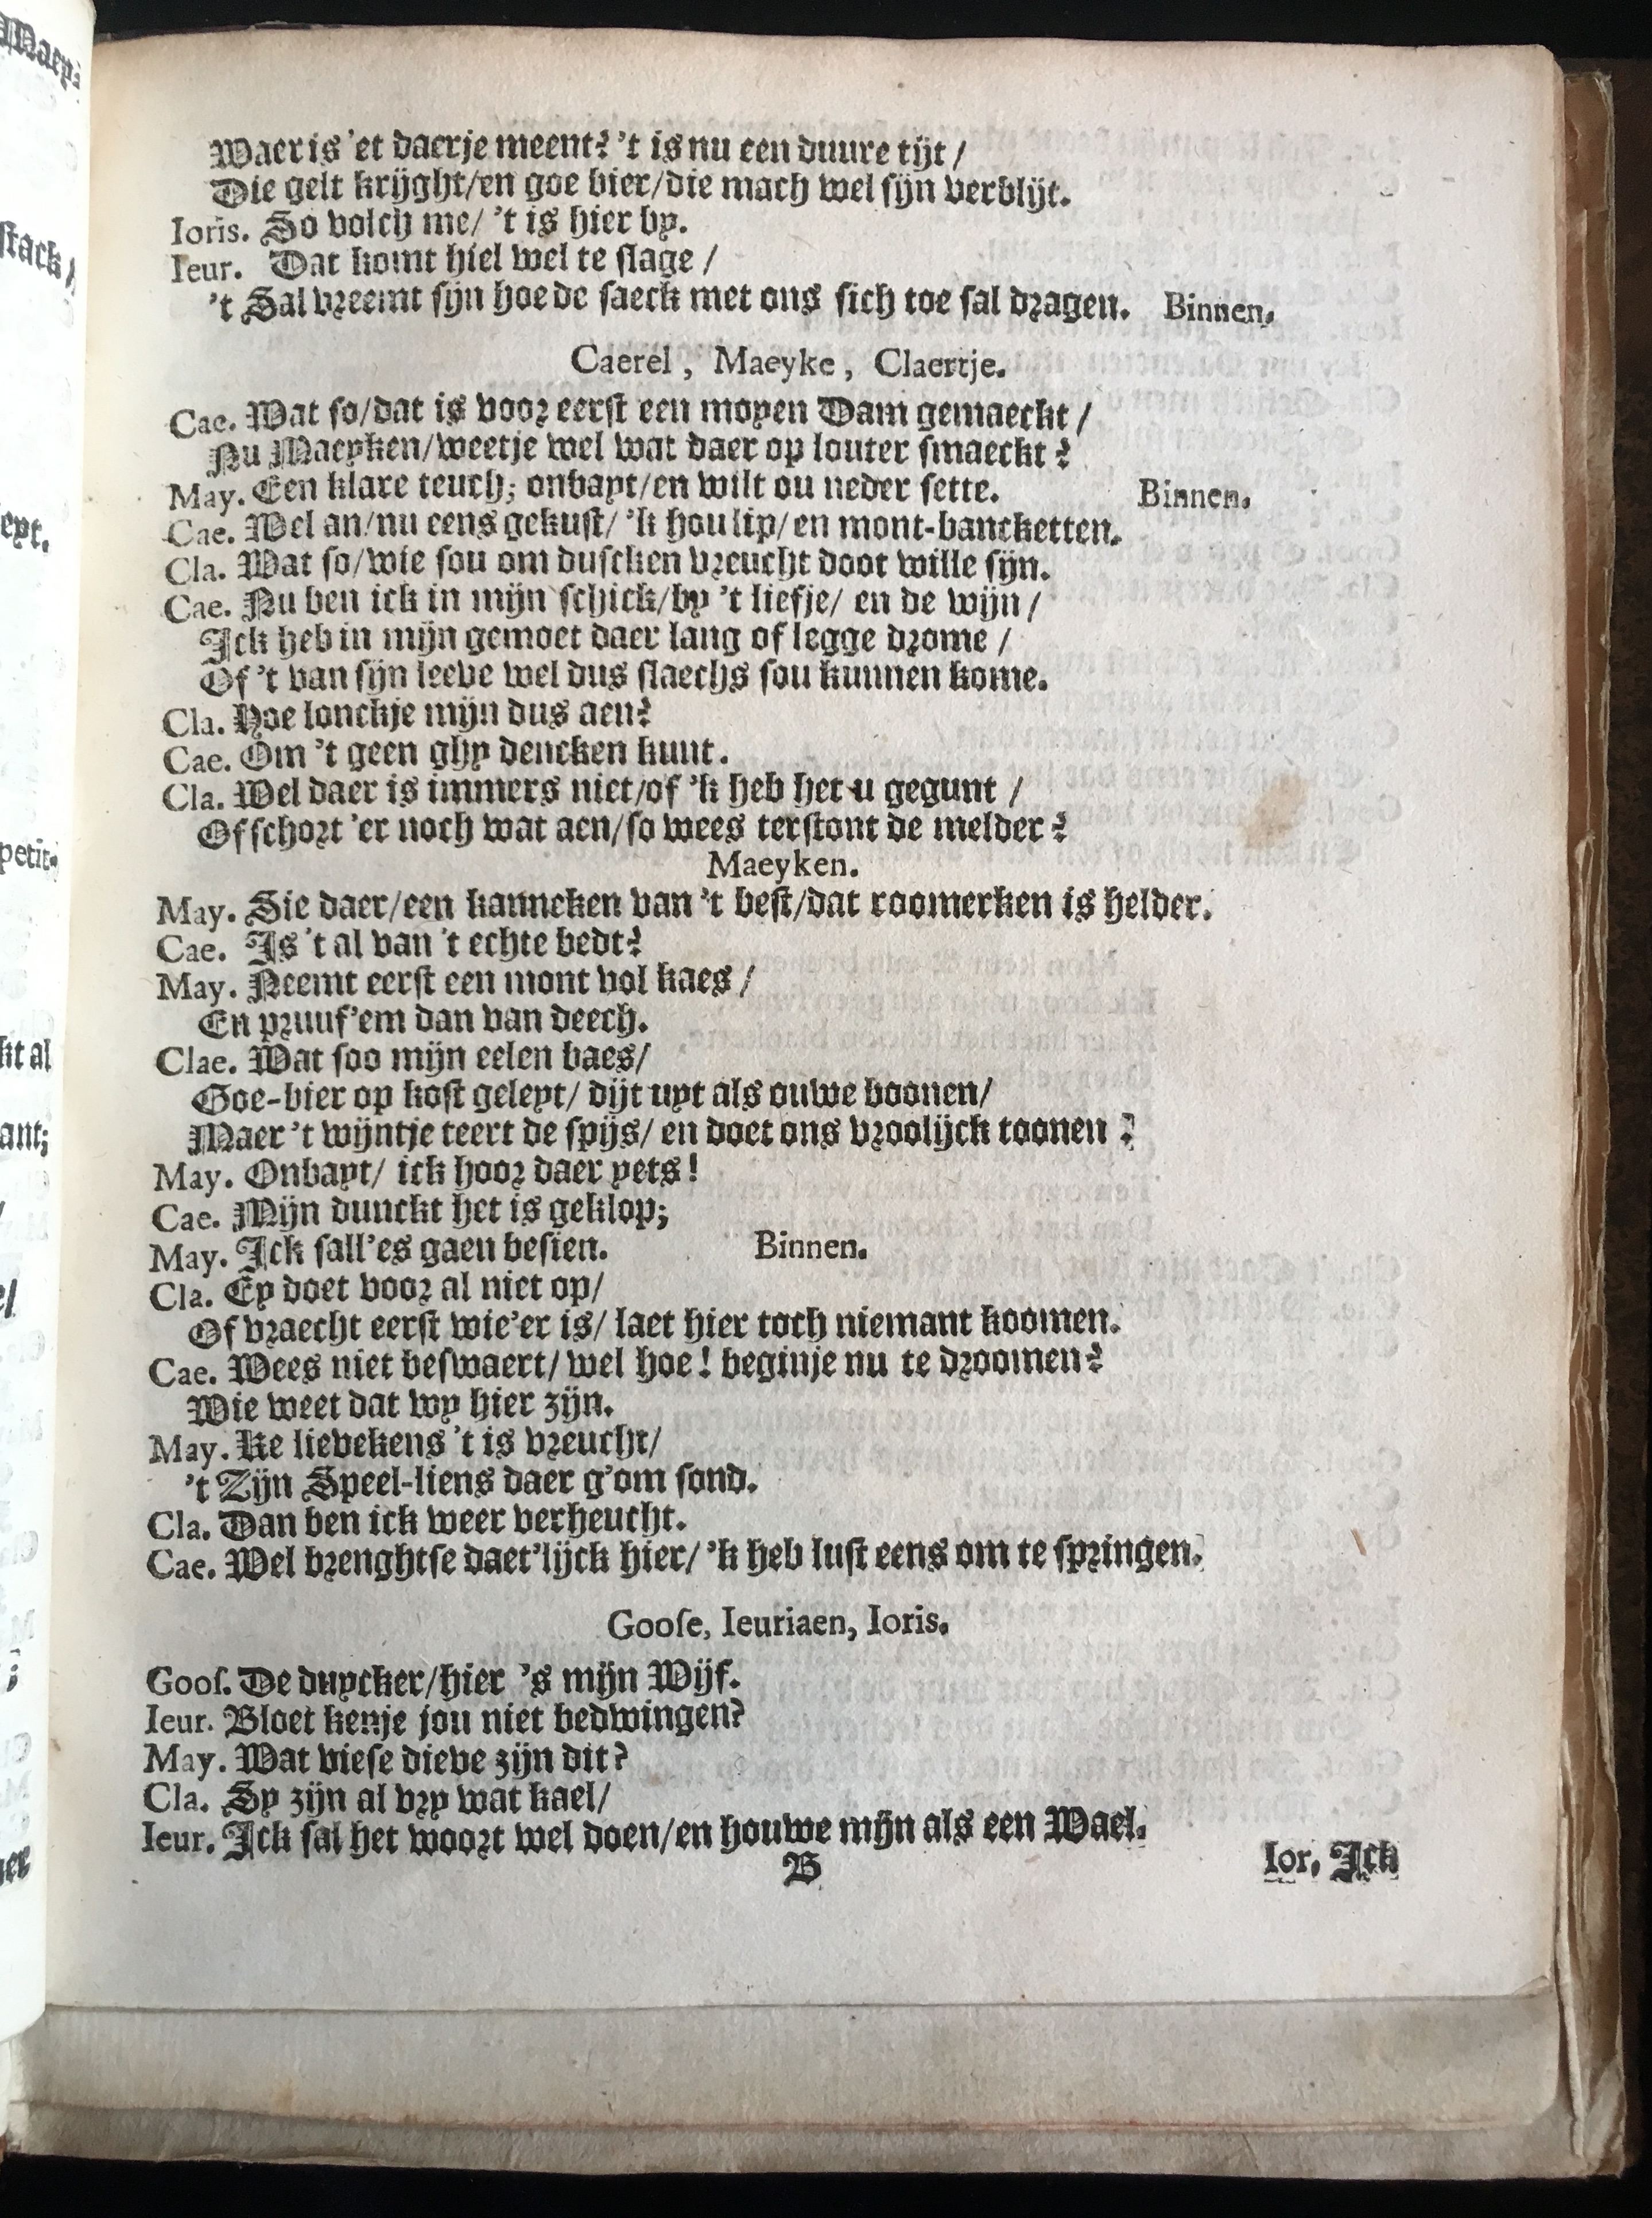 Waer is 'et daerje meent? 't is nu een duure tijt /
Die gelt krijght/en goe bier/die mach wel sijn verblijt.
Ioris. So volch me/ 't is hier by.
Ieur. Dat komt hiel wel te slage /
't Sal vreemt sijn hoe de saeck met ons sich toe sal dragen. Binnen.
Caerel, Maeyke, Claertje.
Cae. Wat so/dat is voor eerst een moyen Dam gemaeckt /
Nu Maeyken/weetje wel wat daer op louter smaeckt?
May. Een klare teuch; onbayt/en wilt ou neder sette. Binnen.
Cae. Wel an/nu eens gekust/ 'k hou lip/en mont-bancketten.
Cla. Wat so/wie sou om duscken vreucht doot wille sijn.
Cae. Nu ben ick in mijn schick/by 't liefje/ en de wijn /
Ick heb in mijn gemoet daer lang of legge drome /
Of 't van sijn leeve wel dus slaechs sou kunnen kome.
Cla. Hoe lonckje mijn dus aen?
Cae. Om 't geen ghy dencken kunt.
Cla. Wel daer is immers niet/of 'k heb het u gegunt /
Of schort 'er noch wat aen/so wees terstont de melder?
Maeyken.
May. Sie daer/een kanneken van 't best/dat roomerken is helder.
Cae. Is 't al van 't echte bedt?
May. Neemt eerst een mont vol kaes /
En pruuf'em dan van deech.
Clae. Wat soo mijn eelen baes/
Goe-bier op kost geleyt/ dijt uyt als ouwe boonen/
Maer 't wijntje teert de spijs/ en doet ons vroolijck toonen?
May. Onbayt/ ick hoor daer yets!
Cae. Mijn dunckt het is geklop;
May. Ick sall'es gaen besien. Binnen.
Cla. Ey doet voor al niet op/
Of vraecht eerst wie'er is/ laet hier toch niemant koomen.
Cae. Wees niet beswaert/ wel hoe! beginje nu te droomen?
Wie weet dat wy hier zijn.
May. Ke lievekens 't is vreucht/
't Zijn Speel-liens daer g'om sond.
Cla. Dan ben ick weer verheucht.
Cae. Wel brenghtse daet'lijck hier/ 'k heb lust eens om te springen.
Goose, Ieuriaen, Ioris.
Goos. De duycker/hier 's mijn Wijf.
Ieur. Bloet kenje jou niet bedwingen?
May. Wat viese dieve zijn dit?
Cla. Sy zijn al vry wat kael/
Ieur. Ick sal het woort wel doen/en houwe mijn als een Wael.
B
Ior. Ick